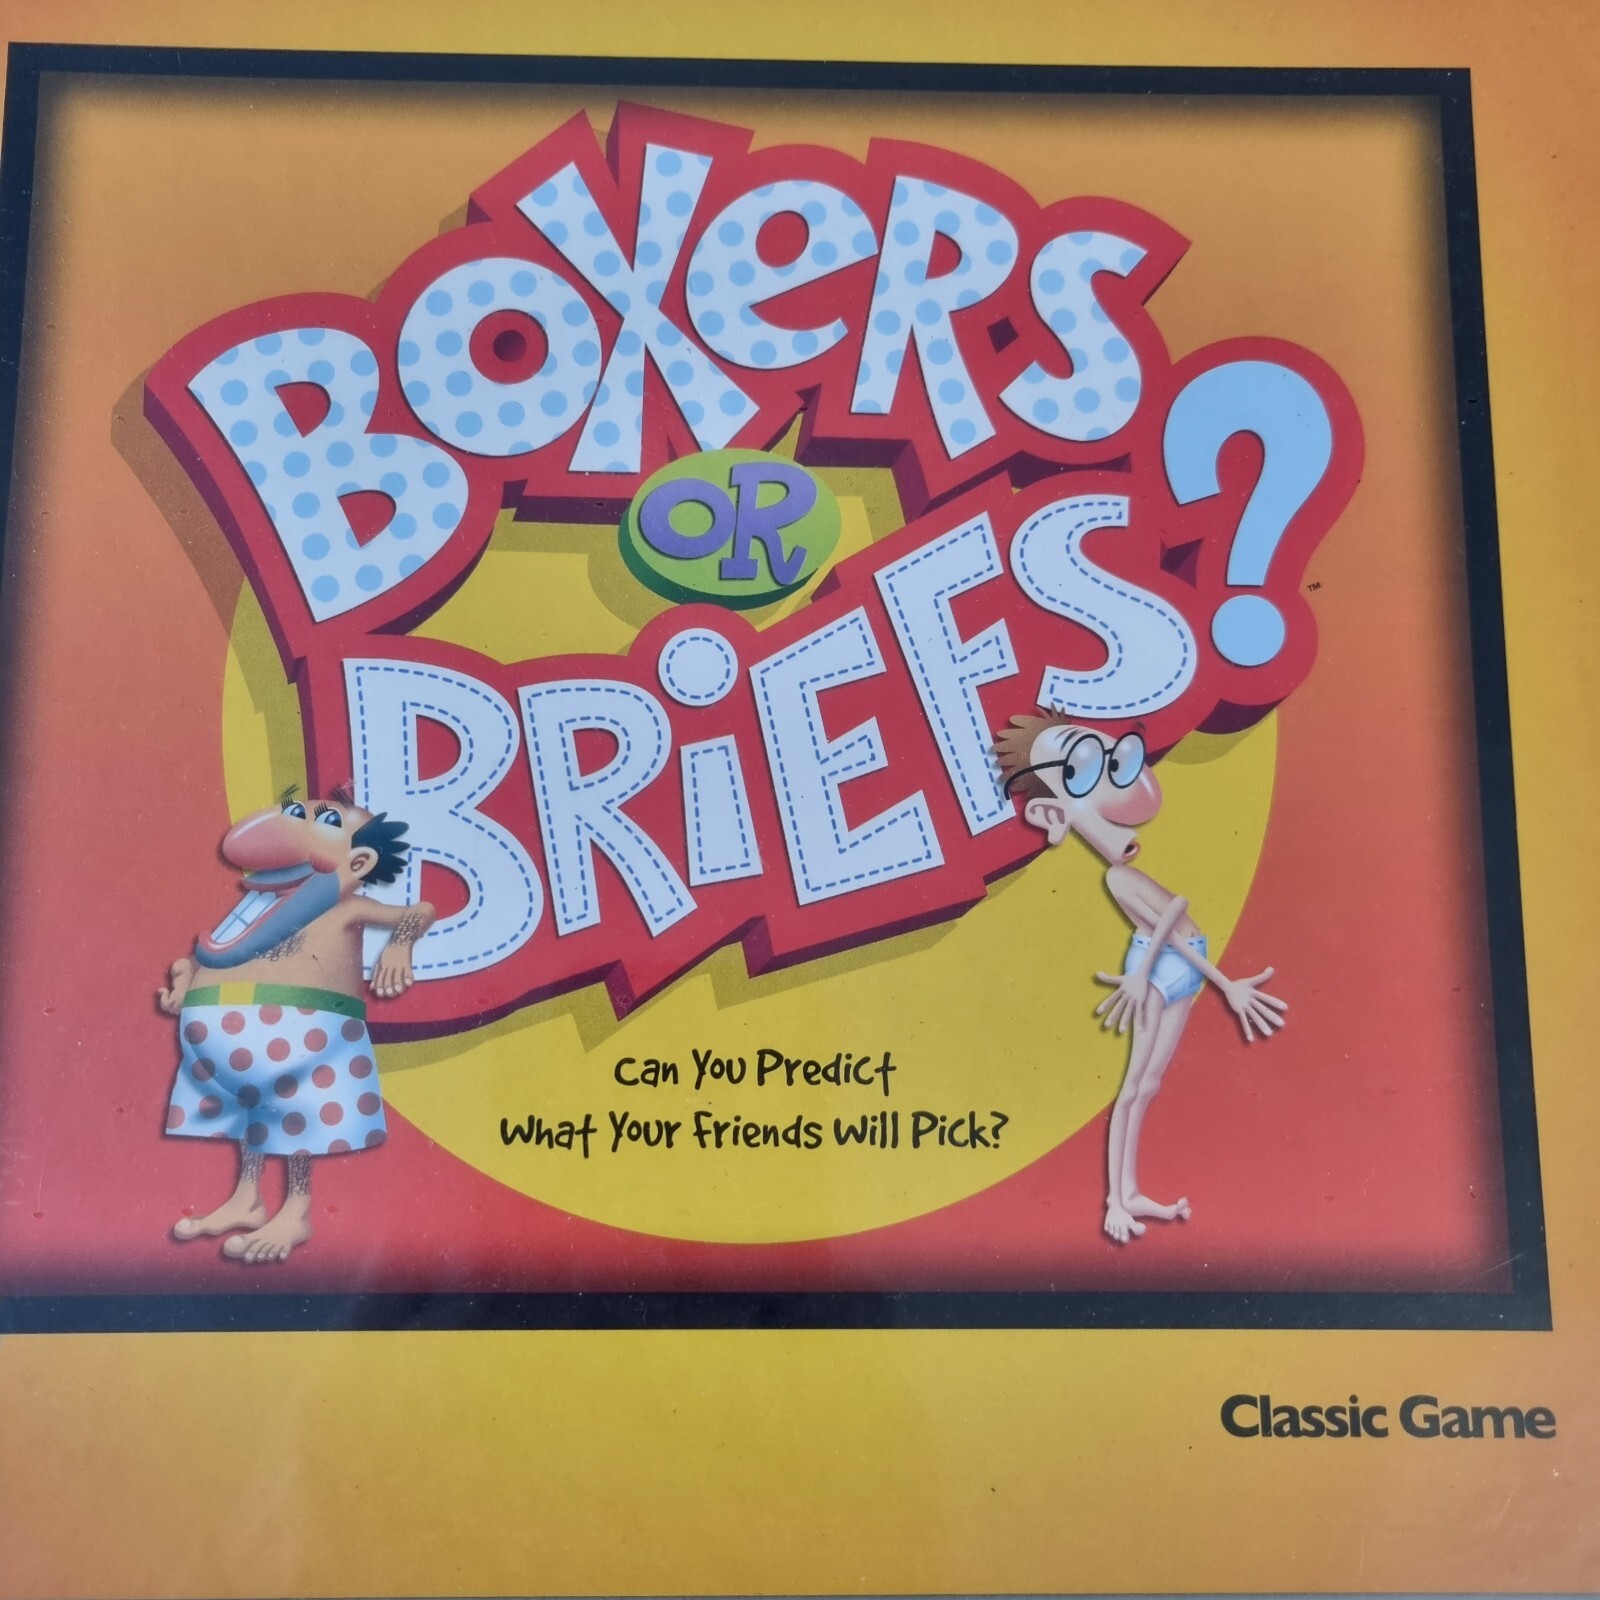 BOXERS
OR
BRIEFS?
TM
Can You Predict
What Your Friends Will Pick?
Classic Game